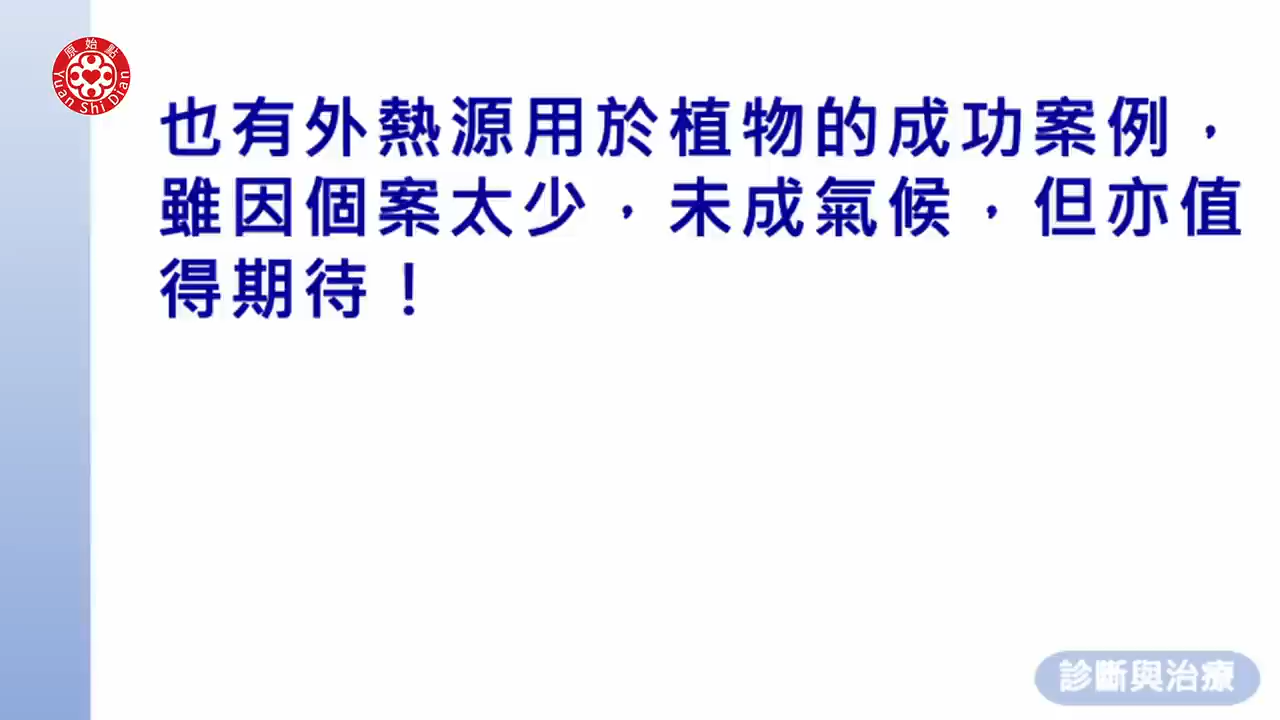 原始點
Yuan Shi Dian
也有外熱源用於植物的成功案例，
雖因個案太少，未成氣候，但亦值
得期待！
診斷與治療